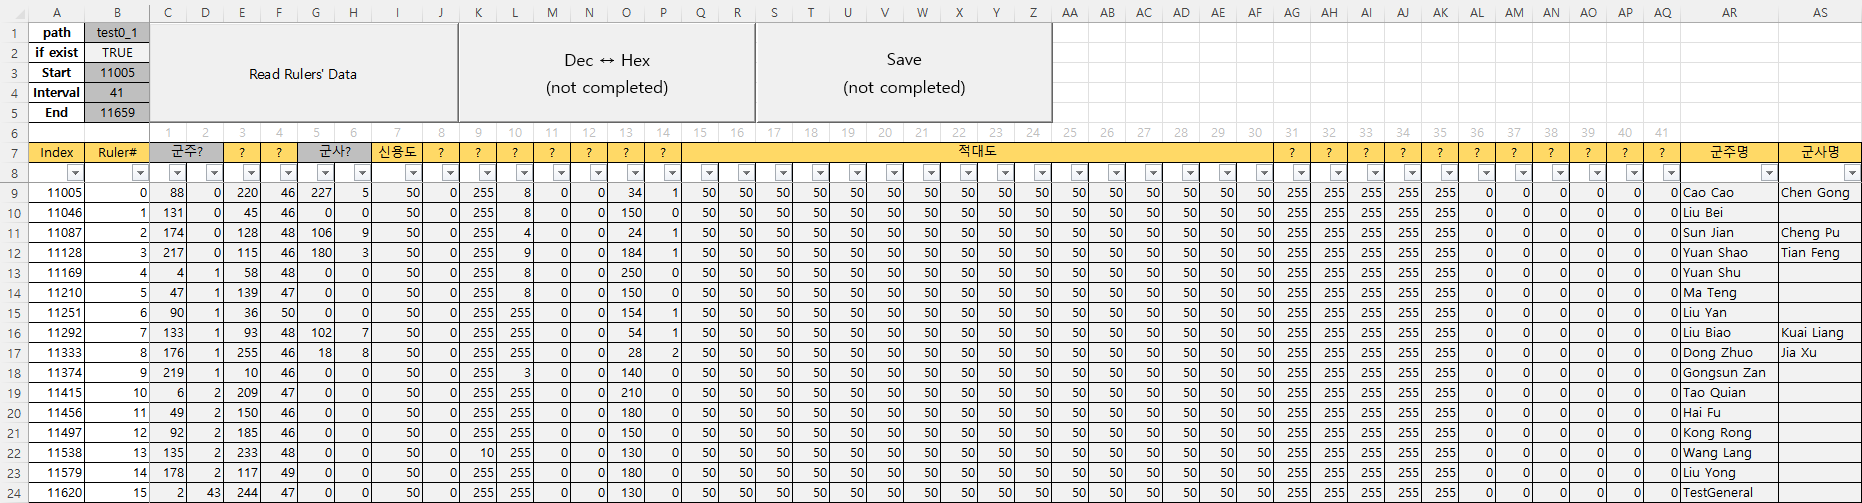 A B C D E F G H I J K L M N O P Q R S T U V W X Y Z AA AB AC AD AE AF AG AH AI AJ AK AL AM AN AO AP AQ AR AS
1 path test0_1
2 if exist TRUE
3 Start 11005
4 Interval 41
5 End 11659
Read Rulers' Data
Dec ↔ Hex
(not completed)
Save
(not completed)
6 1 2 3 4 5 6 7 8 9 10 11 12 13 14 15 16 17 18 19 20 21 22 23 24 25 26 27 28 29 30 31 32 33 34 35 36 37 38 39 40 41
7 Index Ruler# 군주? ? ? 군사? 신용도 ? ? ? ? ? ? ? 적대도 ? ? ? ? ? ? ? ? ? ? ? 군주명 군사명
8
9 11005 0 88 0 220 46 227 5 50 0 255 8 0 0 34 1 50 50 50 50 50 50 50 50 50 50 50 50 50 50 50 50 255 255 255 255 255 0 0 0 0 0 0 Cao Cao Chen Gong
10 11046 1 131 0 45 46 0 0 50 0 255 8 0 0 150 0 50 50 50 50 50 50 50 50 50 50 50 50 50 50 50 50 255 255 255 255 255 0 0 0 0 0 0 Liu Bei
11 11087 2 174 0 128 48 106 9 50 0 255 4 0 0 24 1 50 50 50 50 50 50 50 50 50 50 50 50 50 50 50 50 255 255 255 255 255 0 0 0 0 0 0 Sun Jian Cheng Pu
12 11128 3 217 0 115 46 180 3 50 0 255 9 0 0 184 1 50 50 50 50 50 50 50 50 50 50 50 50 50 50 50 50 255 255 255 255 255 0 0 0 0 0 0 Yuan Shao Tian Feng
13 11169 4 4 1 58 48 0 0 50 0 255 8 0 0 250 0 50 50 50 50 50 50 50 50 50 50 50 50 50 50 50 50 255 255 255 255 255 0 0 0 0 0 0 Yuan Shu
14 11210 5 47 1 139 47 0 0 50 0 255 8 0 0 150 0 50 50 50 50 50 50 50 50 50 50 50 50 50 50 50 50 255 255 255 255 255 0 0 0 0 0 0 Ma Teng
15 11251 6 90 1 36 50 0 0 50 0 255 255 0 0 154 1 50 50 50 50 50 50 50 50 50 50 50 50 50 50 50 50 255 255 255 255 255 0 0 0 0 0 0 Liu Yan
16 11292 7 133 1 93 48 102 7 50 0 255 255 0 0 54 1 50 50 50 50 50 50 50 50 50 50 50 50 50 50 50 50 255 255 255 255 255 0 0 0 0 0 0 Liu Biao Kuai Liang
17 11333 8 176 1 255 46 18 8 50 0 255 255 0 0 28 2 50 50 50 50 50 50 50 50 50 50 50 50 50 50 50 50 255 255 255 255 255 0 0 0 0 0 0 Dong Zhuo Jia Xu
18 11374 9 219 1 10 46 0 0 50 0 255 3 0 0 140 0 50 50 50 50 50 50 50 50 50 50 50 50 50 50 50 50 255 255 255 255 255 0 0 0 0 0 0 Gongsun Zan
19 11415 10 6 2 209 47 0 0 50 0 255 255 0 0 210 0 50 50 50 50 50 50 50 50 50 50 50 50 50 50 50 50 255 255 255 255 255 0 0 0 0 0 0 Tao Quian
20 11456 11 49 2 150 46 0 0 50 0 255 255 0 0 180 0 50 50 50 50 50 50 50 50 50 50 50 50 50 50 50 50 255 255 255 255 255 0 0 0 0 0 0 Hai Fu
21 11497 12 92 2 185 46 0 0 50 0 255 255 0 0 150 0 50 50 50 50 50 50 50 50 50 50 50 50 50 50 50 50 255 255 255 255 255 0 0 0 0 0 0 Kong Rong
22 11538 13 135 2 233 48 0 0 50 0 10 255 0 0 130 0 50 50 50 50 50 50 50 50 50 50 50 50 50 50 50 50 255 255 255 255 255 0 0 0 0 0 0 Wang Lang
23 11579 14 178 2 117 49 0 0 50 0 255 255 0 0 180 0 50 50 50 50 50 50 50 50 50 50 50 50 50 50 50 50 255 255 255 255 255 0 0 0 0 0 0 Liu Yong
24 11620 15 2 43 244 47 0 0 50 0 255 255 0 0 130 0 50 50 50 50 50 50 50 50 50 50 50 50 50 50 50 50 255 255 255 255 255 0 0 0 0 0 0 TestGeneral